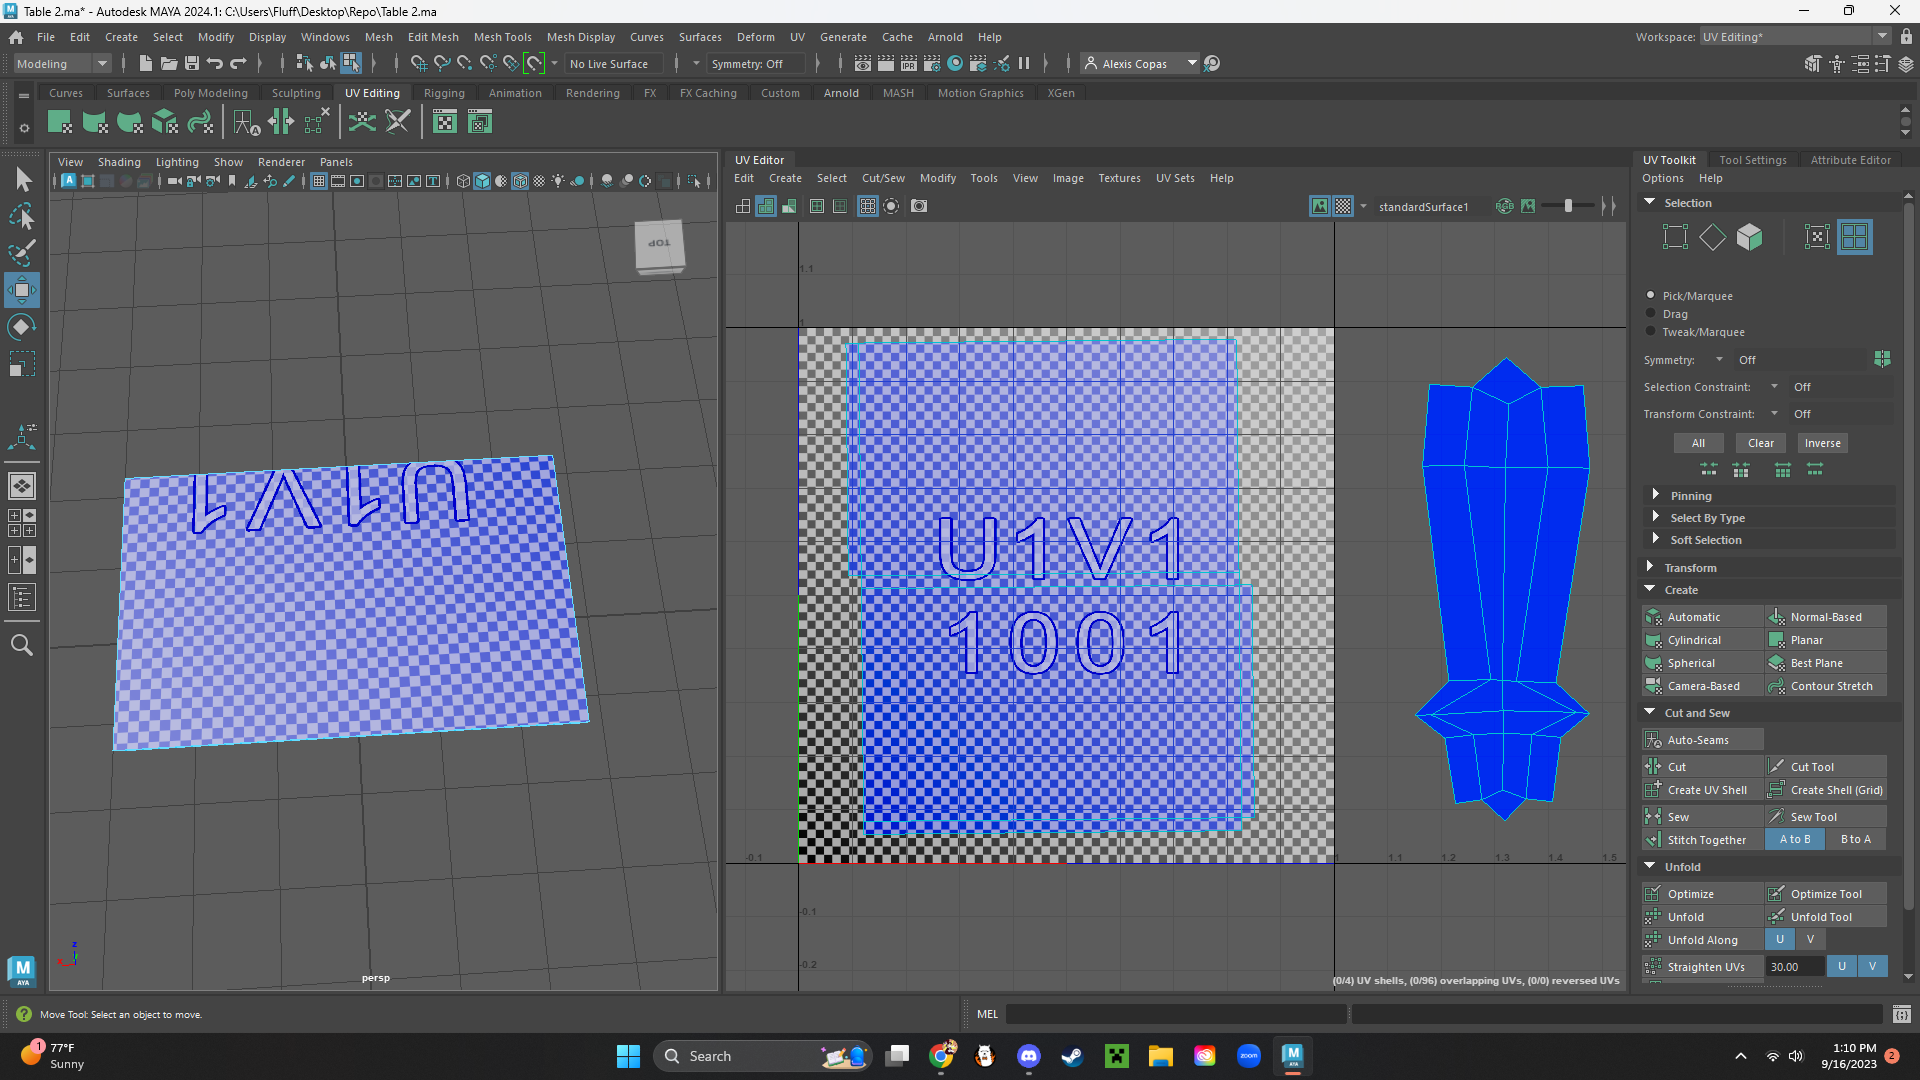 Table 2.ma* - Autodesk MAYA 2024.1: C:\Users\Fluff\Desktop\Repo\Table 2.ma
File Edit Create Select Modify Display Windows Mesh Edit Mesh Mesh Tools Mesh Display Curves Surfaces Deform UV Generate Cache Arnold Help
Workspace: UV Editing*
Modeling
No Live Surface
Symmetry: Off
IPR
Alexis Copas
Curves Surfaces Poly Modeling Sculpting UV Editing Rigging Animation Rendering FX FX Caching Custom Arnold MASH Motion Graphics XGen
View Shading Lighting Show Renderer Panels
TOP
U1V1
persp
UV Editor
Edit Create Select Cut/Sew Modify Tools View Image Textures UV Sets Help
standardSurface1
RGB
1.1
1
U1V1
1001
-0.1
1 1.1 1.2 1.3 1.4 1.5
-0.1
-0.2
(0/4) UV shells, (0/96) overlapping UVs, (0/0) reversed UVs
UV Toolkit Tool Settings Attribute Editor
Options Help
Selection
Pick/Marquee
Drag
Tweak/Marquee
Symmetry: Off
Selection Constraint: Off
Transform Constraint: Off
All Clear Inverse
Pinning
Select By Type
Soft Selection
Transform
Create
Automatic Normal-Based
Cylindrical Planar
Spherical Best Plane
Camera-Based Contour Stretch
Cut and Sew
Auto-Seams
Cut Cut Tool
Create UV Shell Create Shell (Grid)
Sew Sew Tool
Stitch Together A to B B to A
Unfold
Optimize Optimize Tool
Unfold Unfold Tool
Unfold Along U V
Straighten UVs 30.00 U V
M
AYA
Move Tool: Select an object to move.
MEL
1
77°F
Sunny
Search
zoom
1:10 PM
9/16/2023
2